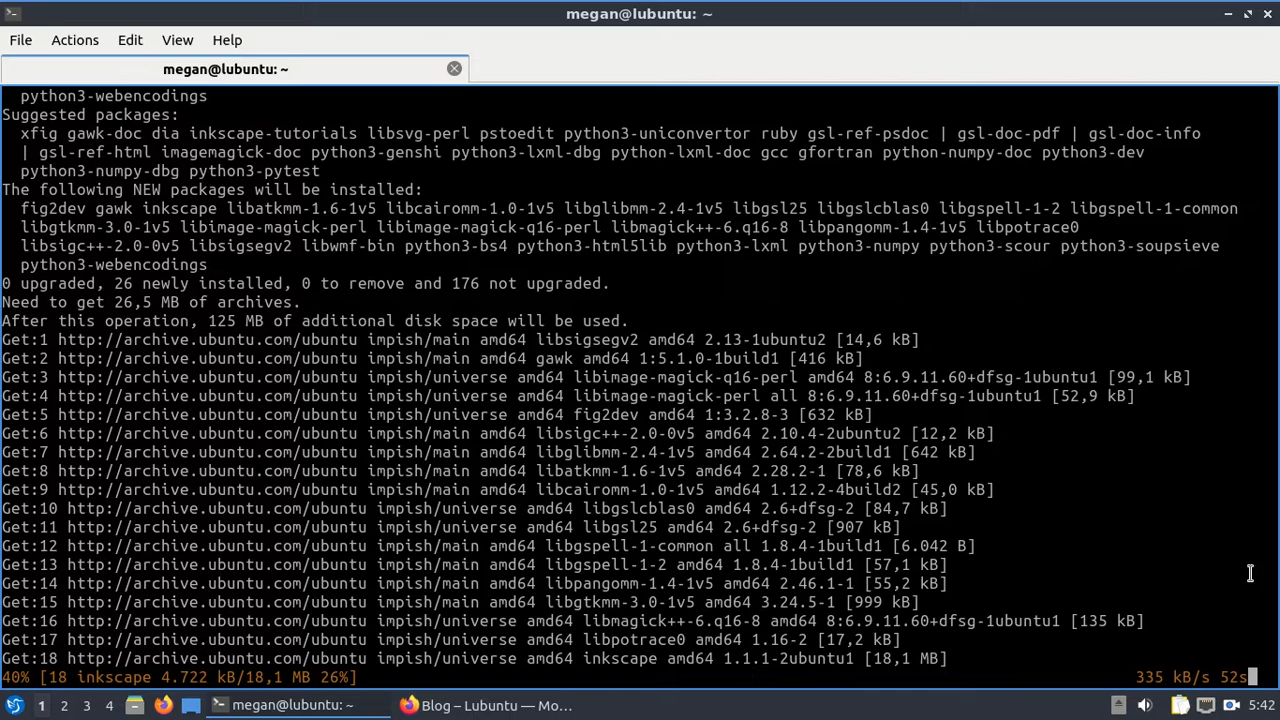 megan@lubuntu: ~
File Actions Edit View Help
megan@lubuntu: ~
python3-webencodings
Suggested packages:
xfig gawk-doc dia inkscape-tutorials libsvg-perl pstoedit python3-uniconvertor ruby gsl-ref-psdoc | gsl-doc-pdf | gsl-doc-info
| gsl-ref-html imagemagick-doc python3-genshi python3-lxml-dbg python-lxml-doc gcc gfortran python-numpy-doc python3-dev
python3-numpy-dbg python3-pytest
The following NEW packages will be installed:
fig2dev gawk inkscape libatkmm-1.6-1v5 libcairomm-1.0-1v5 libglibmm-2.4-1v5 libgsl25 libgslcblas0 libgspell-1-2 libgspell-1-common
libgtkmm-3.0-1v5 libimage-magick-perl libimage-magick-q16-perl libmagick++-6.q16-8 libpangomm-1.4-1v5 libpotrace0
libsigc++-2.0-0v5 libsigsegv2 libwmf-bin python3-bs4 python3-html5lib python3-lxml python3-numpy python3-scour python3-soupsieve
python3-webencodings
0 upgraded, 26 newly installed, 0 to remove and 176 not upgraded.
Need to get 26,5 MB of archives.
After this operation, 125 MB of additional disk space will be used.
Get:1 http://archive.ubuntu.com/ubuntu impish/main amd64 libsigsegv2 amd64 2.13-1ubuntu2 [14,6 kB]
Get:2 http://archive.ubuntu.com/ubuntu impish/main amd64 gawk amd64 1:5.1.0-1build1 [416 kB]
Get:3 http://archive.ubuntu.com/ubuntu impish/universe amd64 libimage-magick-q16-perl amd64 8:6.9.11.60+dfsg-1ubuntu1 [99,1 kB]
Get:4 http://archive.ubuntu.com/ubuntu impish/universe amd64 libimage-magick-perl all 8:6.9.11.60+dfsg-1ubuntu1 [52,9 kB]
Get:5 http://archive.ubuntu.com/ubuntu impish/universe amd64 fig2dev amd64 1:3.2.8-3 [632 kB]
Get:6 http://archive.ubuntu.com/ubuntu impish/main amd64 libsigc++-2.0-0v5 amd64 2.10.4-2ubuntu2 [12,2 kB]
Get:7 http://archive.ubuntu.com/ubuntu impish/main amd64 libglibmm-2.4-1v5 amd64 2.64.2-2build1 [642 kB]
Get:8 http://archive.ubuntu.com/ubuntu impish/main amd64 libatkmm-1.6-1v5 amd64 2.28.2-1 [78,6 kB]
Get:9 http://archive.ubuntu.com/ubuntu impish/main amd64 libcairomm-1.0-1v5 amd64 1.12.2-4build2 [45,0 kB]
Get:10 http://archive.ubuntu.com/ubuntu impish/universe amd64 libgslcblas0 amd64 2.6+dfsg-2 [84,7 kB]
Get:11 http://archive.ubuntu.com/ubuntu impish/universe amd64 libgsl25 amd64 2.6+dfsg-2 [907 kB]
Get:12 http://archive.ubuntu.com/ubuntu impish/main amd64 libgspell-1-common all 1.8.4-1build1 [6.042 B]
Get:13 http://archive.ubuntu.com/ubuntu impish/main amd64 libgspell-1-2 amd64 1.8.4-1build1 [57,1 kB]
Get:14 http://archive.ubuntu.com/ubuntu impish/main amd64 libpangomm-1.4-1v5 amd64 2.46.1-1 [55,2 kB]
Get:15 http://archive.ubuntu.com/ubuntu impish/main amd64 libgtkmm-3.0-1v5 amd64 3.24.5-1 [999 kB]
Get:16 http://archive.ubuntu.com/ubuntu impish/universe amd64 libmagick++-6.q16-8 amd64 8:6.9.11.60+dfsg-1ubuntu1 [135 kB]
Get:17 http://archive.ubuntu.com/ubuntu impish/universe amd64 libpotrace0 amd64 1.16-2 [17,2 kB]
Get:18 http://archive.ubuntu.com/ubuntu impish/universe amd64 inkscape amd64 1.1.1-2ubuntu1 [18,1 MB]
40% [18 inkscape 4.722 kB/18,1 MB 26%] 335 kB/s 52s
1 2 3 4 megan@lubuntu: ~ Blog – Lubuntu — Mo... 5:42